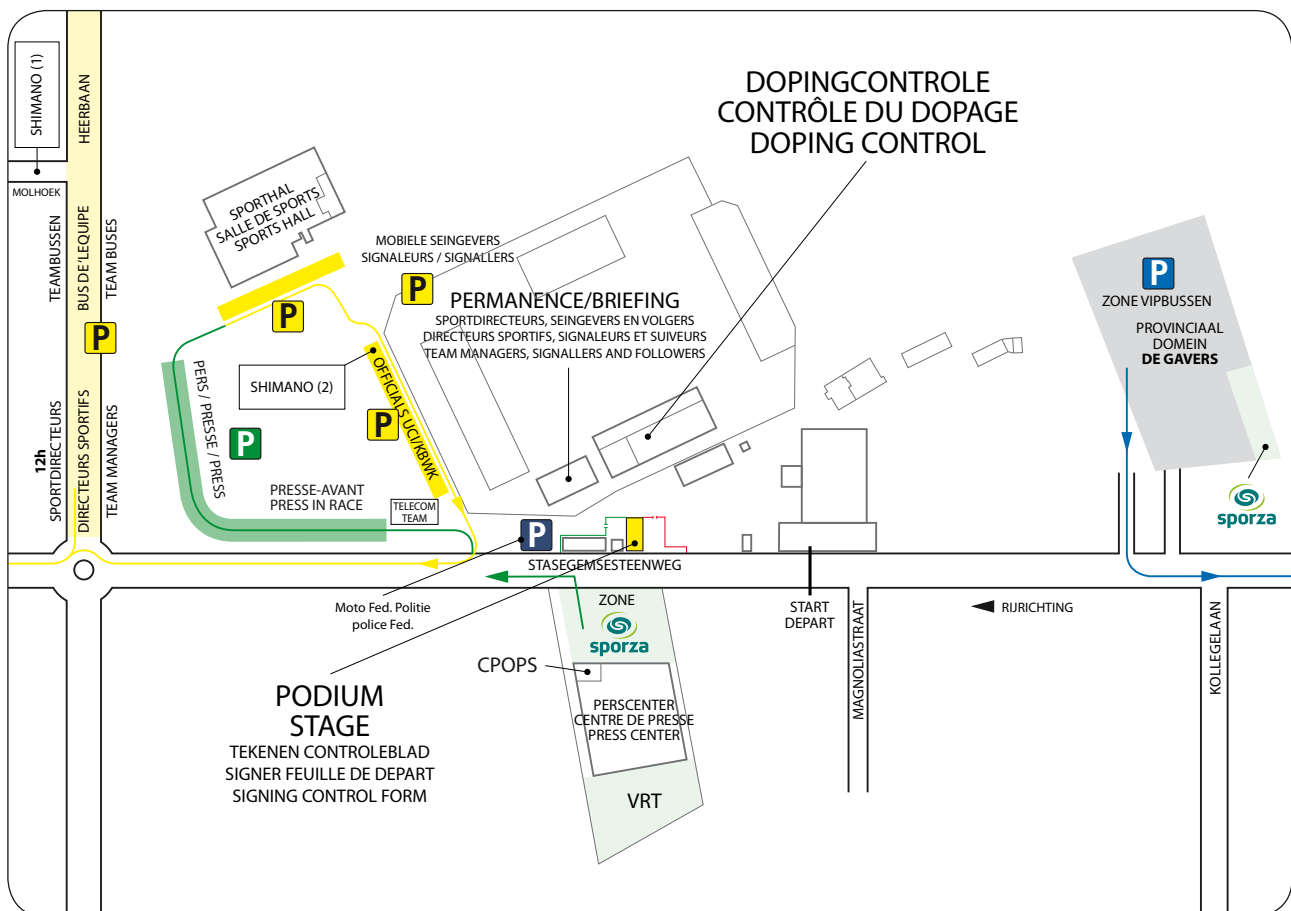 SHIMANO (1)
HEERBAAN
MOLHOEK
TEAMBUSSEN
BUS DE L'EQUIPE
TEAM BUSES
P
12h
SPORTDIRECTEURS
DIRECTEURS SPORTIFS
TEAM MANAGERS
SPORTHAL
SALLE DE SPORTS
SPORTS HALL
MOBIELE SEINGEVERS
SIGNALEURS / SIGNALLERS
P
P
SHIMANO (2)
OFFICIALS UCI/KBWK
P
PERS / PRESSE / PRESS
P
PRESSE-AVANT
PRESS IN RACE
TELECOM
TEAM
DOPINGCONTROLE
CONTRÔLE DU DOPAGE
DOPING CONTROL
PERMANENCE/BRIEFING
SPORTDIRECTEURS, SEINGEVERS EN VOLGERS
DIRECTEURS SPORTIFS, SIGNALEURS ET SUIVEURS
TEAM MANAGERS, SIGNALLERS AND FOLLOWERS
P
ZONE VIPBUSSEN
PROVINCIAAL
DOMEIN
DE GAVERS
sporza
P
STASEGEMSESTEENWEG
Moto Fed. Politie
police Fed.
ZONE
sporza
START
DEPART
RIJRICHTING
MAGNOLIASTRAAT
KOLLEGELAAN
CPOPS
PERSCENTER
CENTRE DE PRESSE
PRESS CENTER
VRT
PODIUM
STAGE
TEKENEN CONTROLEBLAD
SIGNER FEUILLE DE DEPART
SIGNING CONTROL FORM